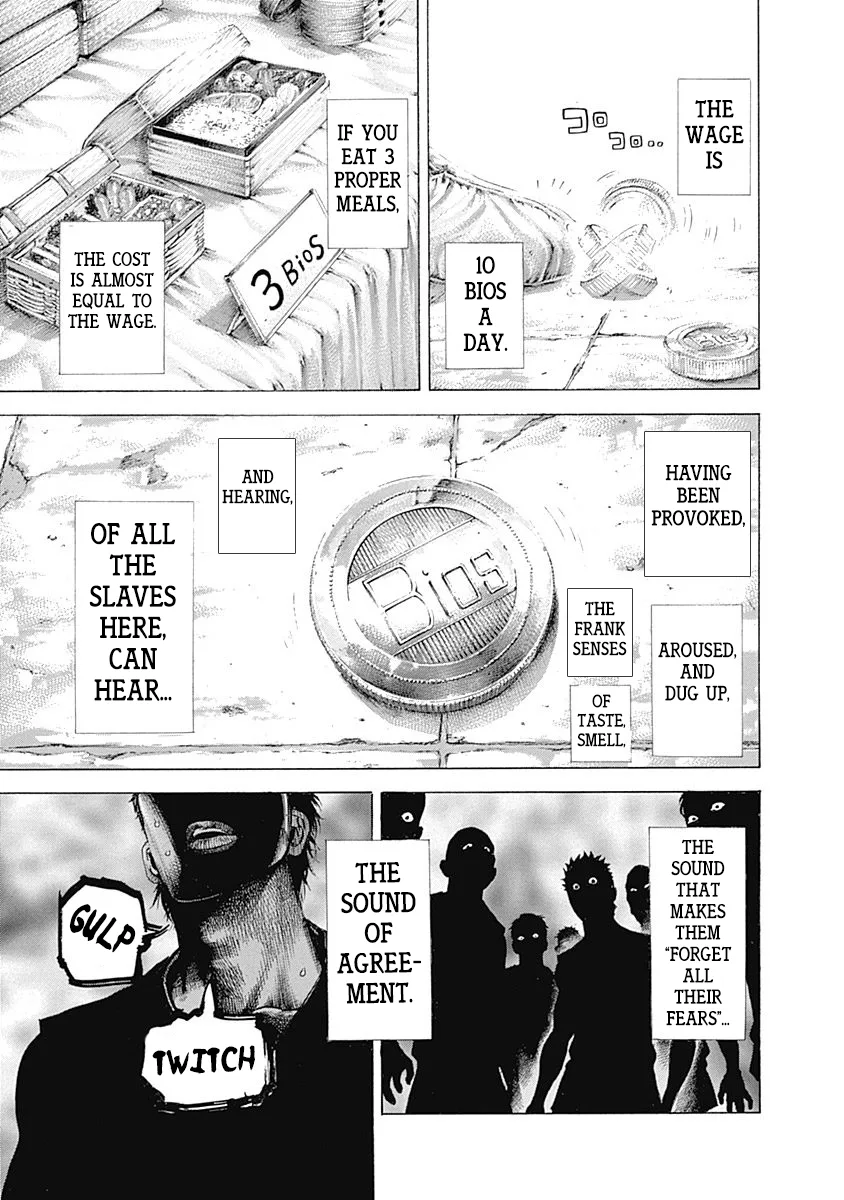 THE
WAGE
IS
コロ
コロ..
10
BIOS
A
DAY.
BIOS
IF YOU
EAT 3
PROPER
MEALS,
3 BIOS
THE COST
IS ALMOST
EQUAL TO
THE WAGE.
HAVING
BEEN
PROVOKED,
AROUSED,
AND
DUG UP,
THE
FRANK
SENSES
OF
TASTE,
SMELL,
Bios
AND
HEARING,
OF ALL
THE
SLAVES
HERE,
CAN
HEAR...
THE
SOUND
THAT
MAKES
THEM
“FORGET
ALL
THEIR
FEARS”...
THE
SOUND
OF
AGREE-
MENT.
GULP
TWITCH